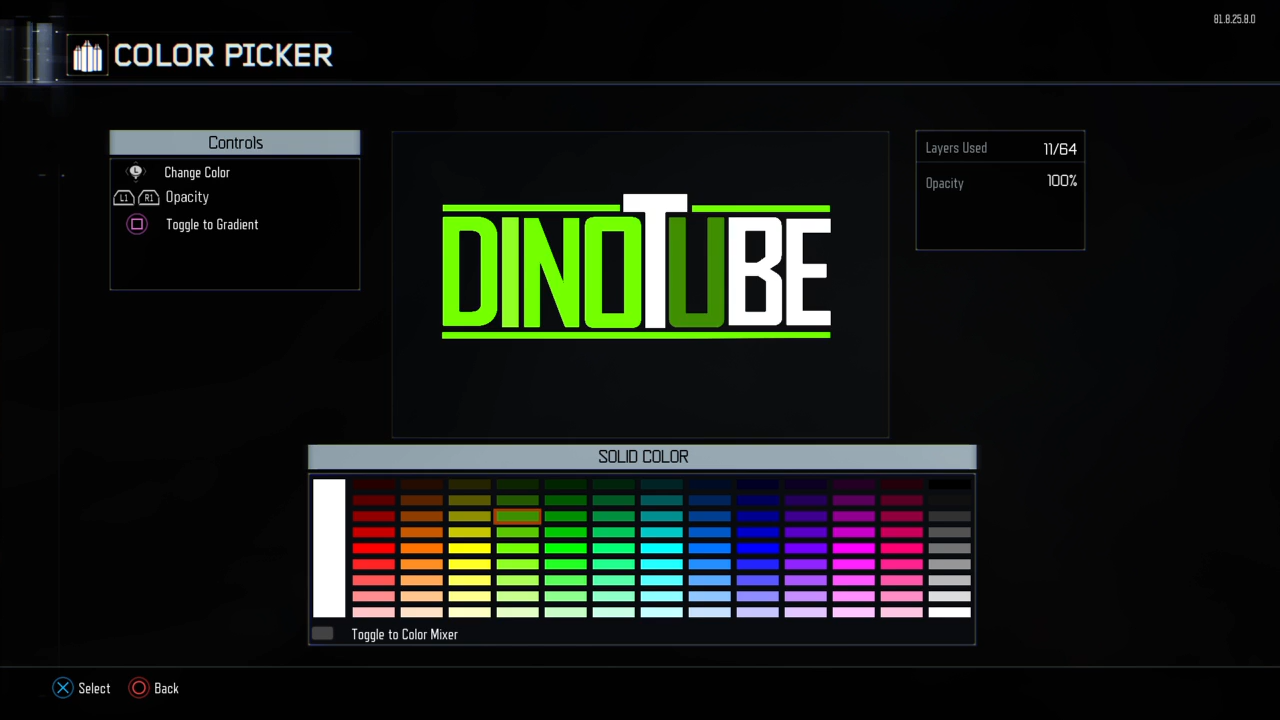 81.8.25.8.0
COLOR PICKER
Controls
L Change Color
L1 R1 Opacity
Toggle to Gradient
DINOTUBE
Layers Used 11/64
Opacity 100%
SOLID COLOR
Toggle to Color Mixer
Select Back